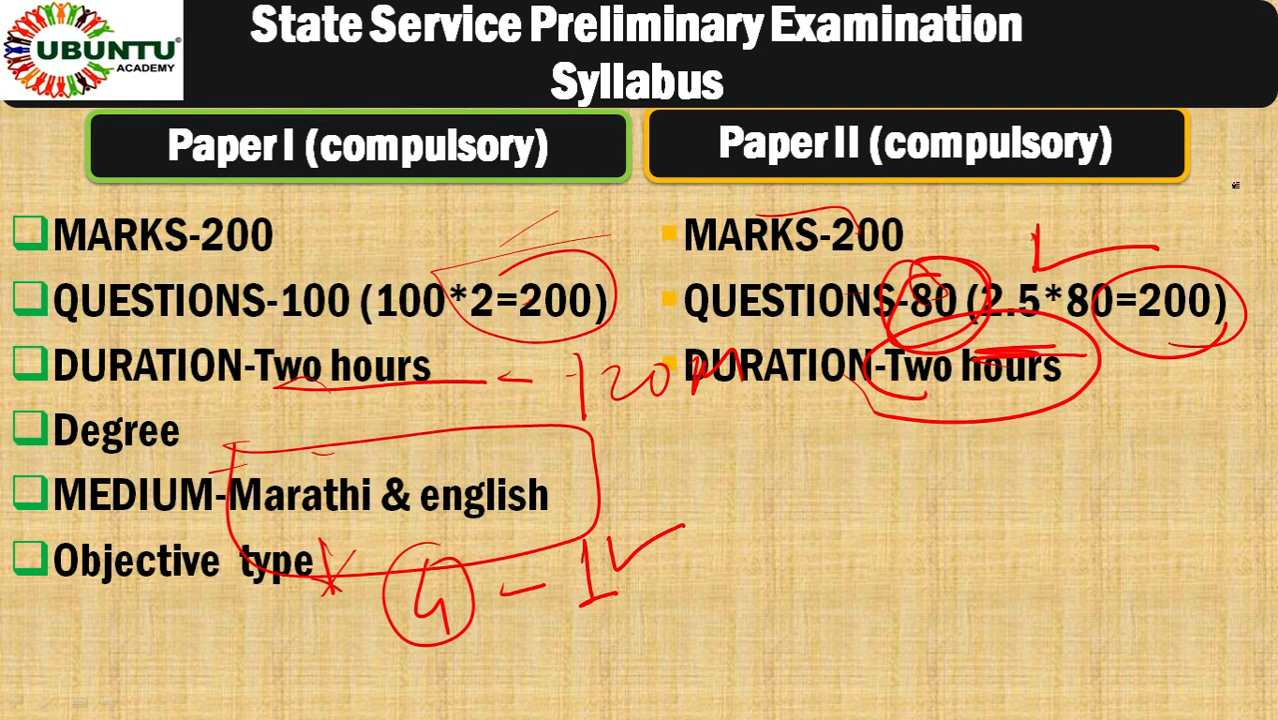 UBUNTU
ACADEMY
State Service Preliminary Examination
Syllabus
Paper I (compulsory)
MARKS-200
QUESTIONS-100 (100*2=200)
DURATION-Two hours - 120 M
Degree
MEDIUM-Marathi & english
Objective type
4 - 1
Paper II (compulsory)
MARKS-200
QUESTIONS-80 (2.5*80=200)
DURATION-Two hours